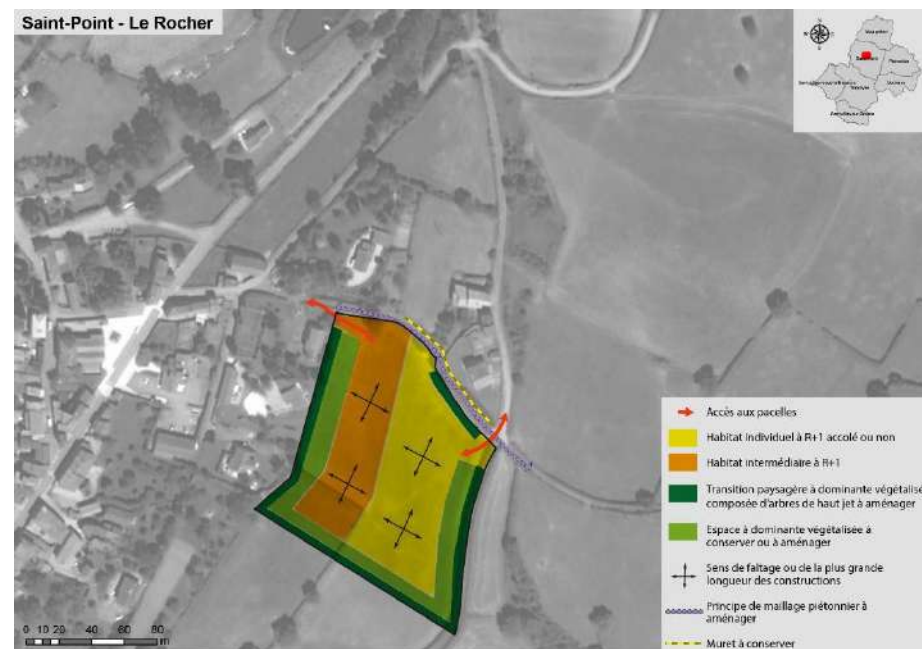 Saint-Point - Le Rocher
Accès aux pacelles
Habitat individuel à R+1 accolé ou non
Habitat intermédiaire à R+1
Transition paysagère à dominante végétalisé
composée d'arbres de haut jet à aménager
Espace à dominante végétalisée à
conserver ou à aménager
Sens de faîtage ou de la plus grande
longueur des constructions
Principe de maillage piétonnier à
aménager
Muret à conserver
0 10 20 40 60 80
m